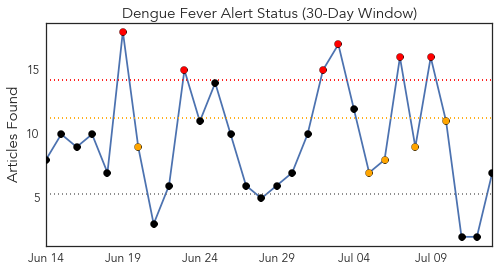 Dengue Fever Alert Status (30-Day Window)
Articles Found
15
10
5
Jun 14 Jun 19 Jun 24 Jun 29 Jul 04 Jul 09